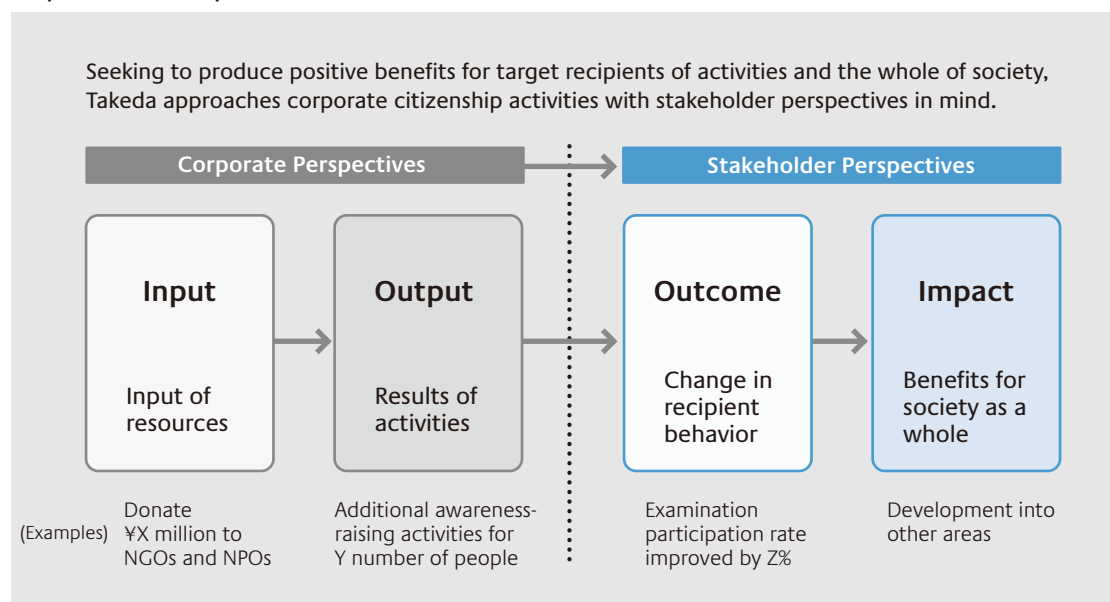 Seeking to produce positive benefits for target recipients of activities and the whole of society,
Takeda approaches corporate citizenship activities with stakeholder perspectives in mind.
Corporate Perspectives
Stakeholder Perspectives
Input
Input of
resources
Output
Results of
activities
Outcome
Change in
recipient
behavior
Impact
Benefits for
society as a
whole
(Examples)
Donate
¥X million to
NGOs and NPOs
Additional awareness-
raising activities for
Y number of people
Examination
participation rate
improved by Z%
Development into
other areas